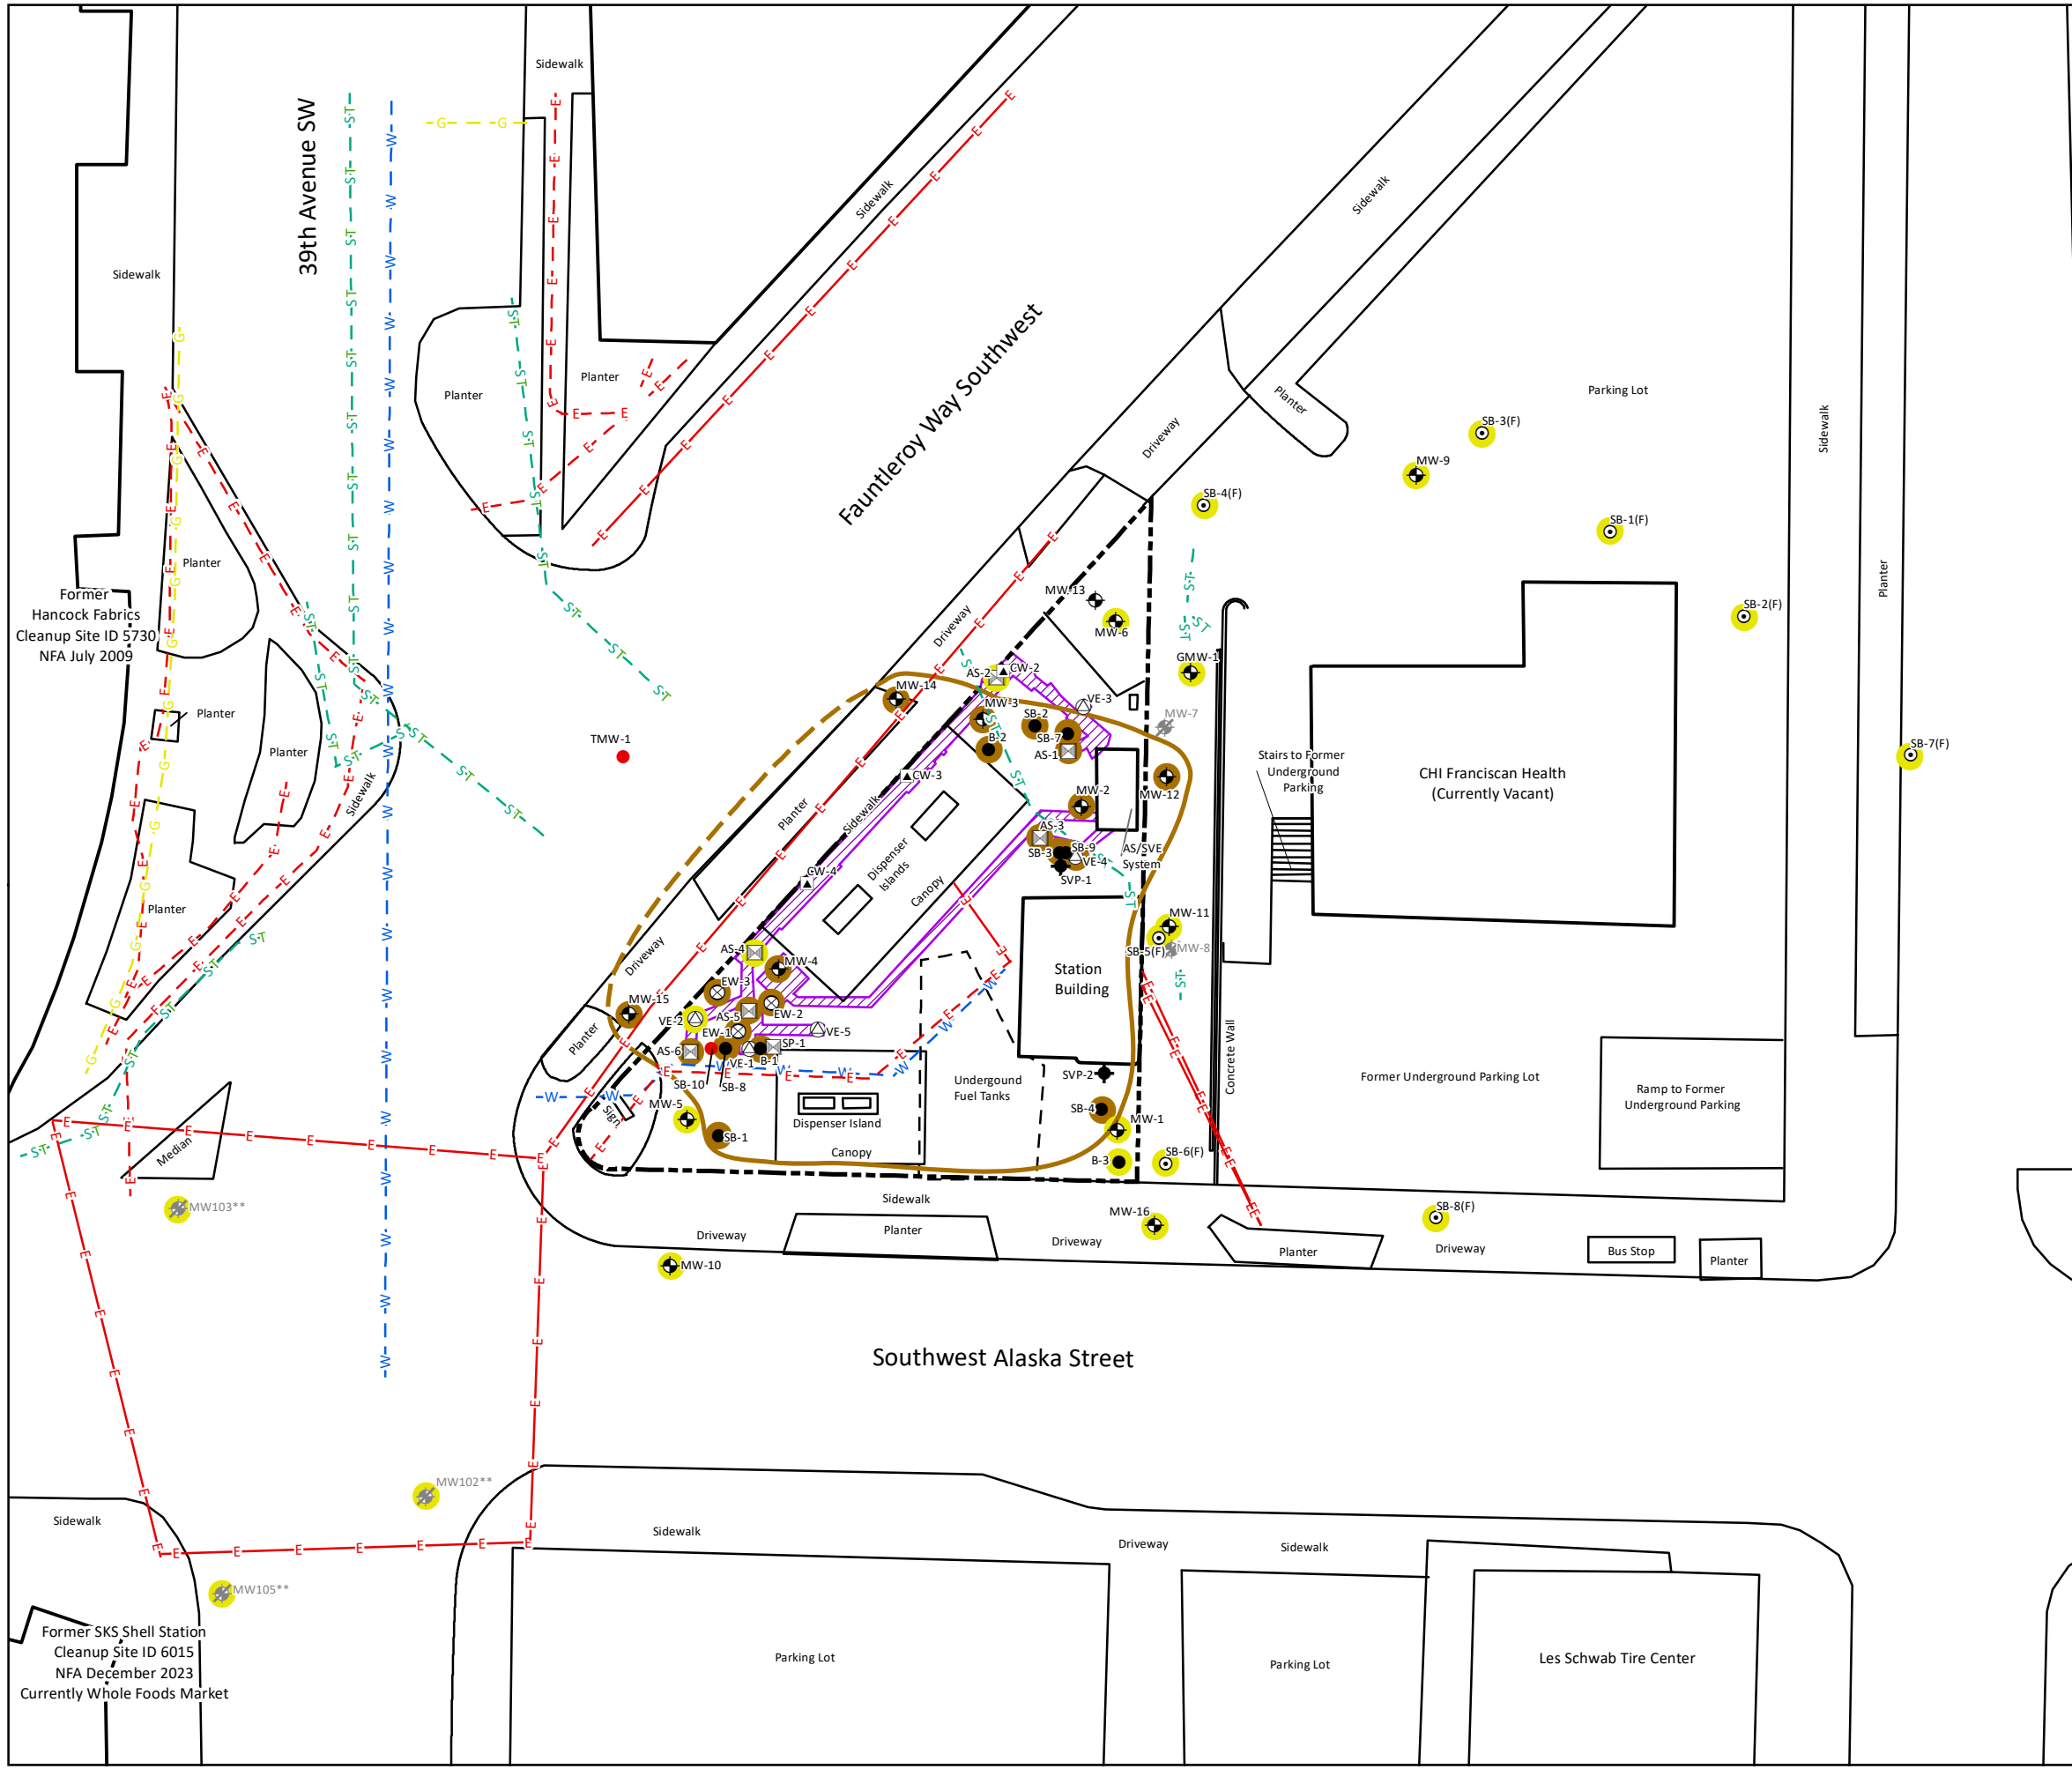 Sidewalk
39th Avenue SW
Sidewalk
Sidewalk
Sidewalk
Sidewalk
Planter
Planter
Fauntleroy Way Southwest
Planter
Parking Lot
Sidewalk
SB-3(F)
MW-9
SB-4(F)
SB-1(F)
Driveway
Planter
Planter
Former
Hancock Fabrics
Cleanup Site ID 5730
NFA July 2009
MW-13
MW-6
SB-2(F)
Driveway
GMW-1
AS-2
CW-2
MW-14
VE-3
MW-3
SB-2
MW-7
Planter
Planter
TMW-1
SB-7
B-2
AS-1
SB-7(F)
Stairs to Former
Underground
Parking
CHI Franciscan Health
(Currently Vacant)
CW-3
MW-12
MW-2
Sidewalk
Planter
Sidewalk
AS-3
SB-3
SB-9
VE-4
AS/SVE
System
SVP-1
Dispenser
Islands
Canopy
CW-4
Planter
MW-11
SB-5(F)
MW-8
Driveway
AS-4
MW-4
Station
Building
EW-3
MW-15
VE-2
AS-5
EW-2
EW-1
VE-5
Planter
AS-6
VE-1
B-1
SP-1
SB-10
SB-8
SVP-2
Undergound
Fuel Tanks
Concrete Wall
Former Underground Parking Lot
Ramp to Former
Underground Parking
MW-5
Sign
SB-4
Dispenser Island
MW-1
SB-1
Canopy
B-3
SB-6(F)
Median
MW103**
Sidewalk
MW-16
SB-8(F)
Driveway
Planter
Driveway
Planter
Driveway
Bus Stop
Planter
MW-10
Southwest Alaska Street
MW102**
Sidewalk
Sidewalk
Driveway
Sidewalk
MW105**
Former SKS Shell Station
Cleanup Site ID 6015
NFA December 2023
Currently Whole Foods Market
Parking Lot
Parking Lot
Les Schwab Tire Center